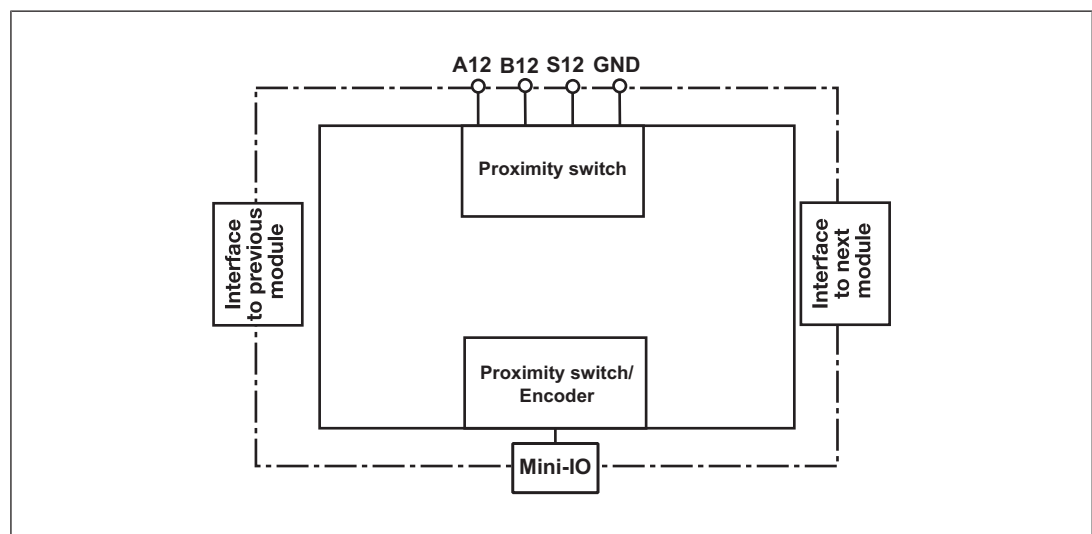 A12 B12 S12 GND
Proximity switch
Interface
to previous
module
Interface
to next
module
Proximity switch/
Encoder
Mini-IO